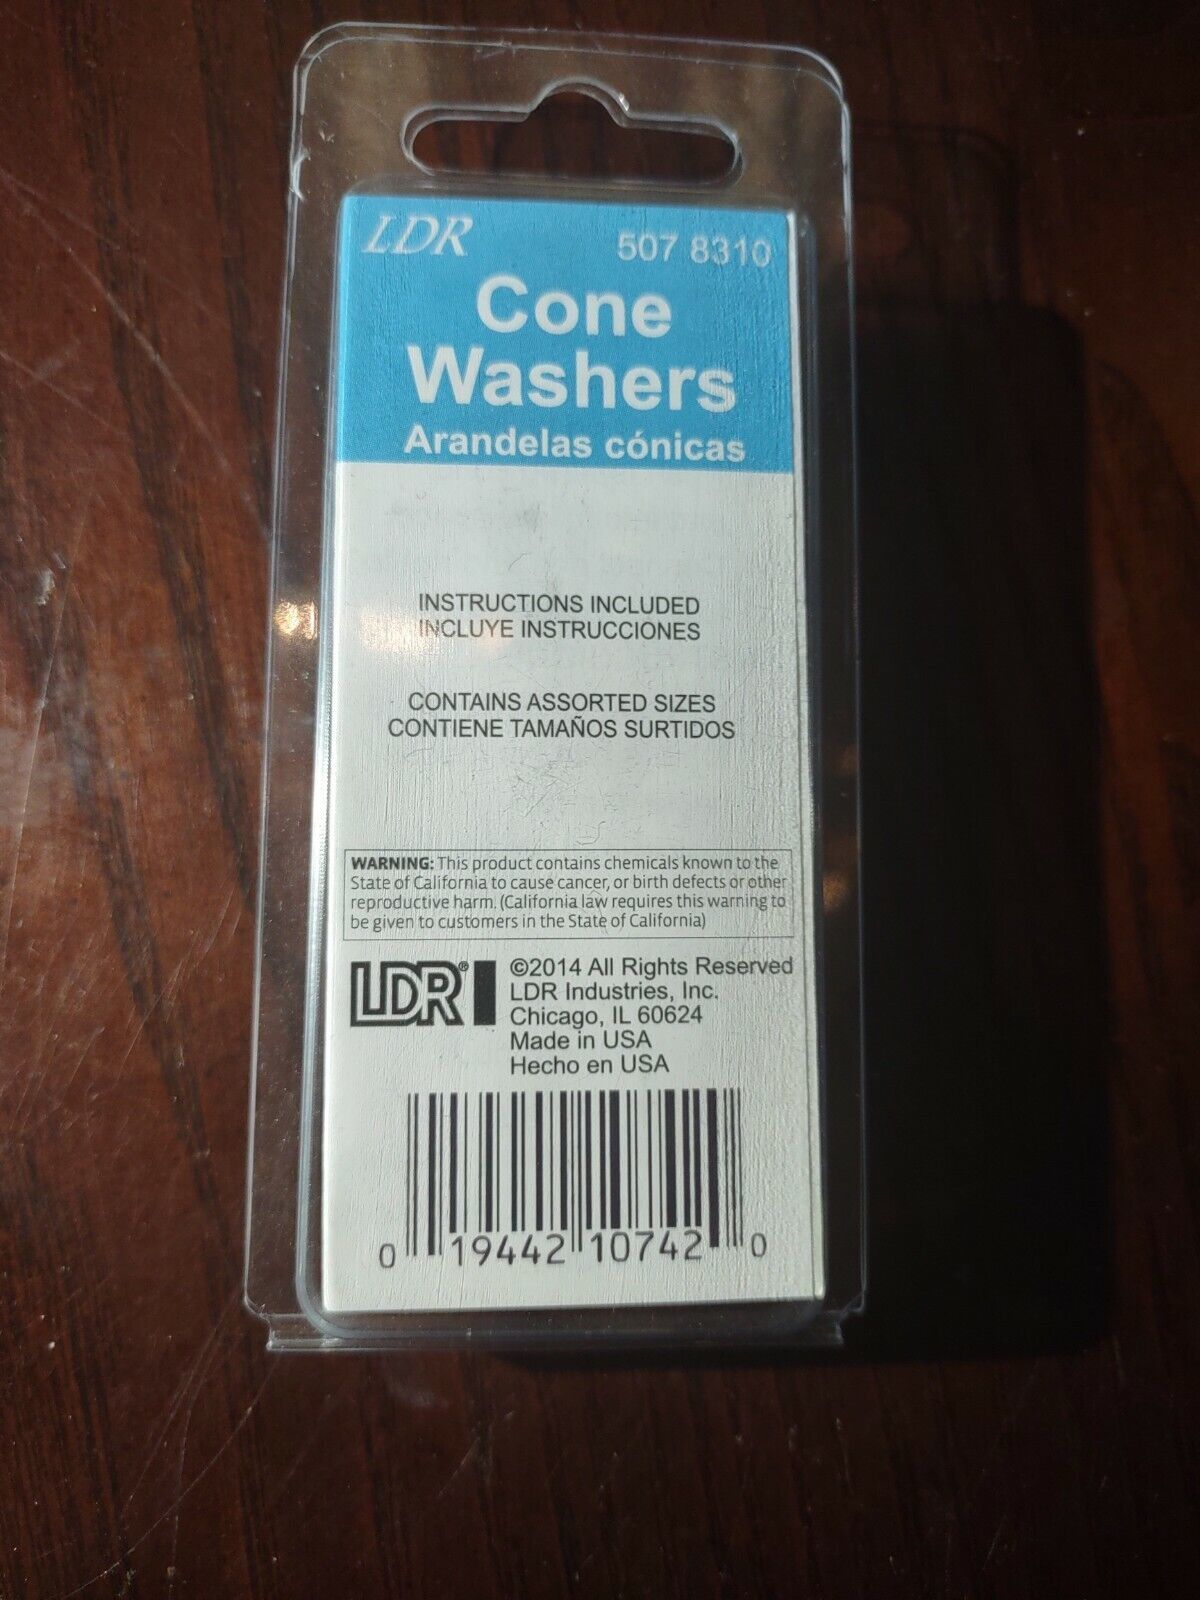 LDR 507 8310
Cone
Washers
Arandelas cónicas
INSTRUCTIONS INCLUDED
INCLUYE INSTRUCCIONES
CONTAINS ASSORTED SIZES
CONTIENE TAMAÑOS SURTIDOS
WARNING: This product contains chemicals known to the
State of California to cause cancer, or birth defects or other
reproductive harm. (California law requires this warning to
be given to customers in the State of California)
LDR® ©2014 All Rights Reserved
LDR Industries, Inc.
Chicago, IL 60624
Made in USA
Hecho en USA
0 19442 10742 0